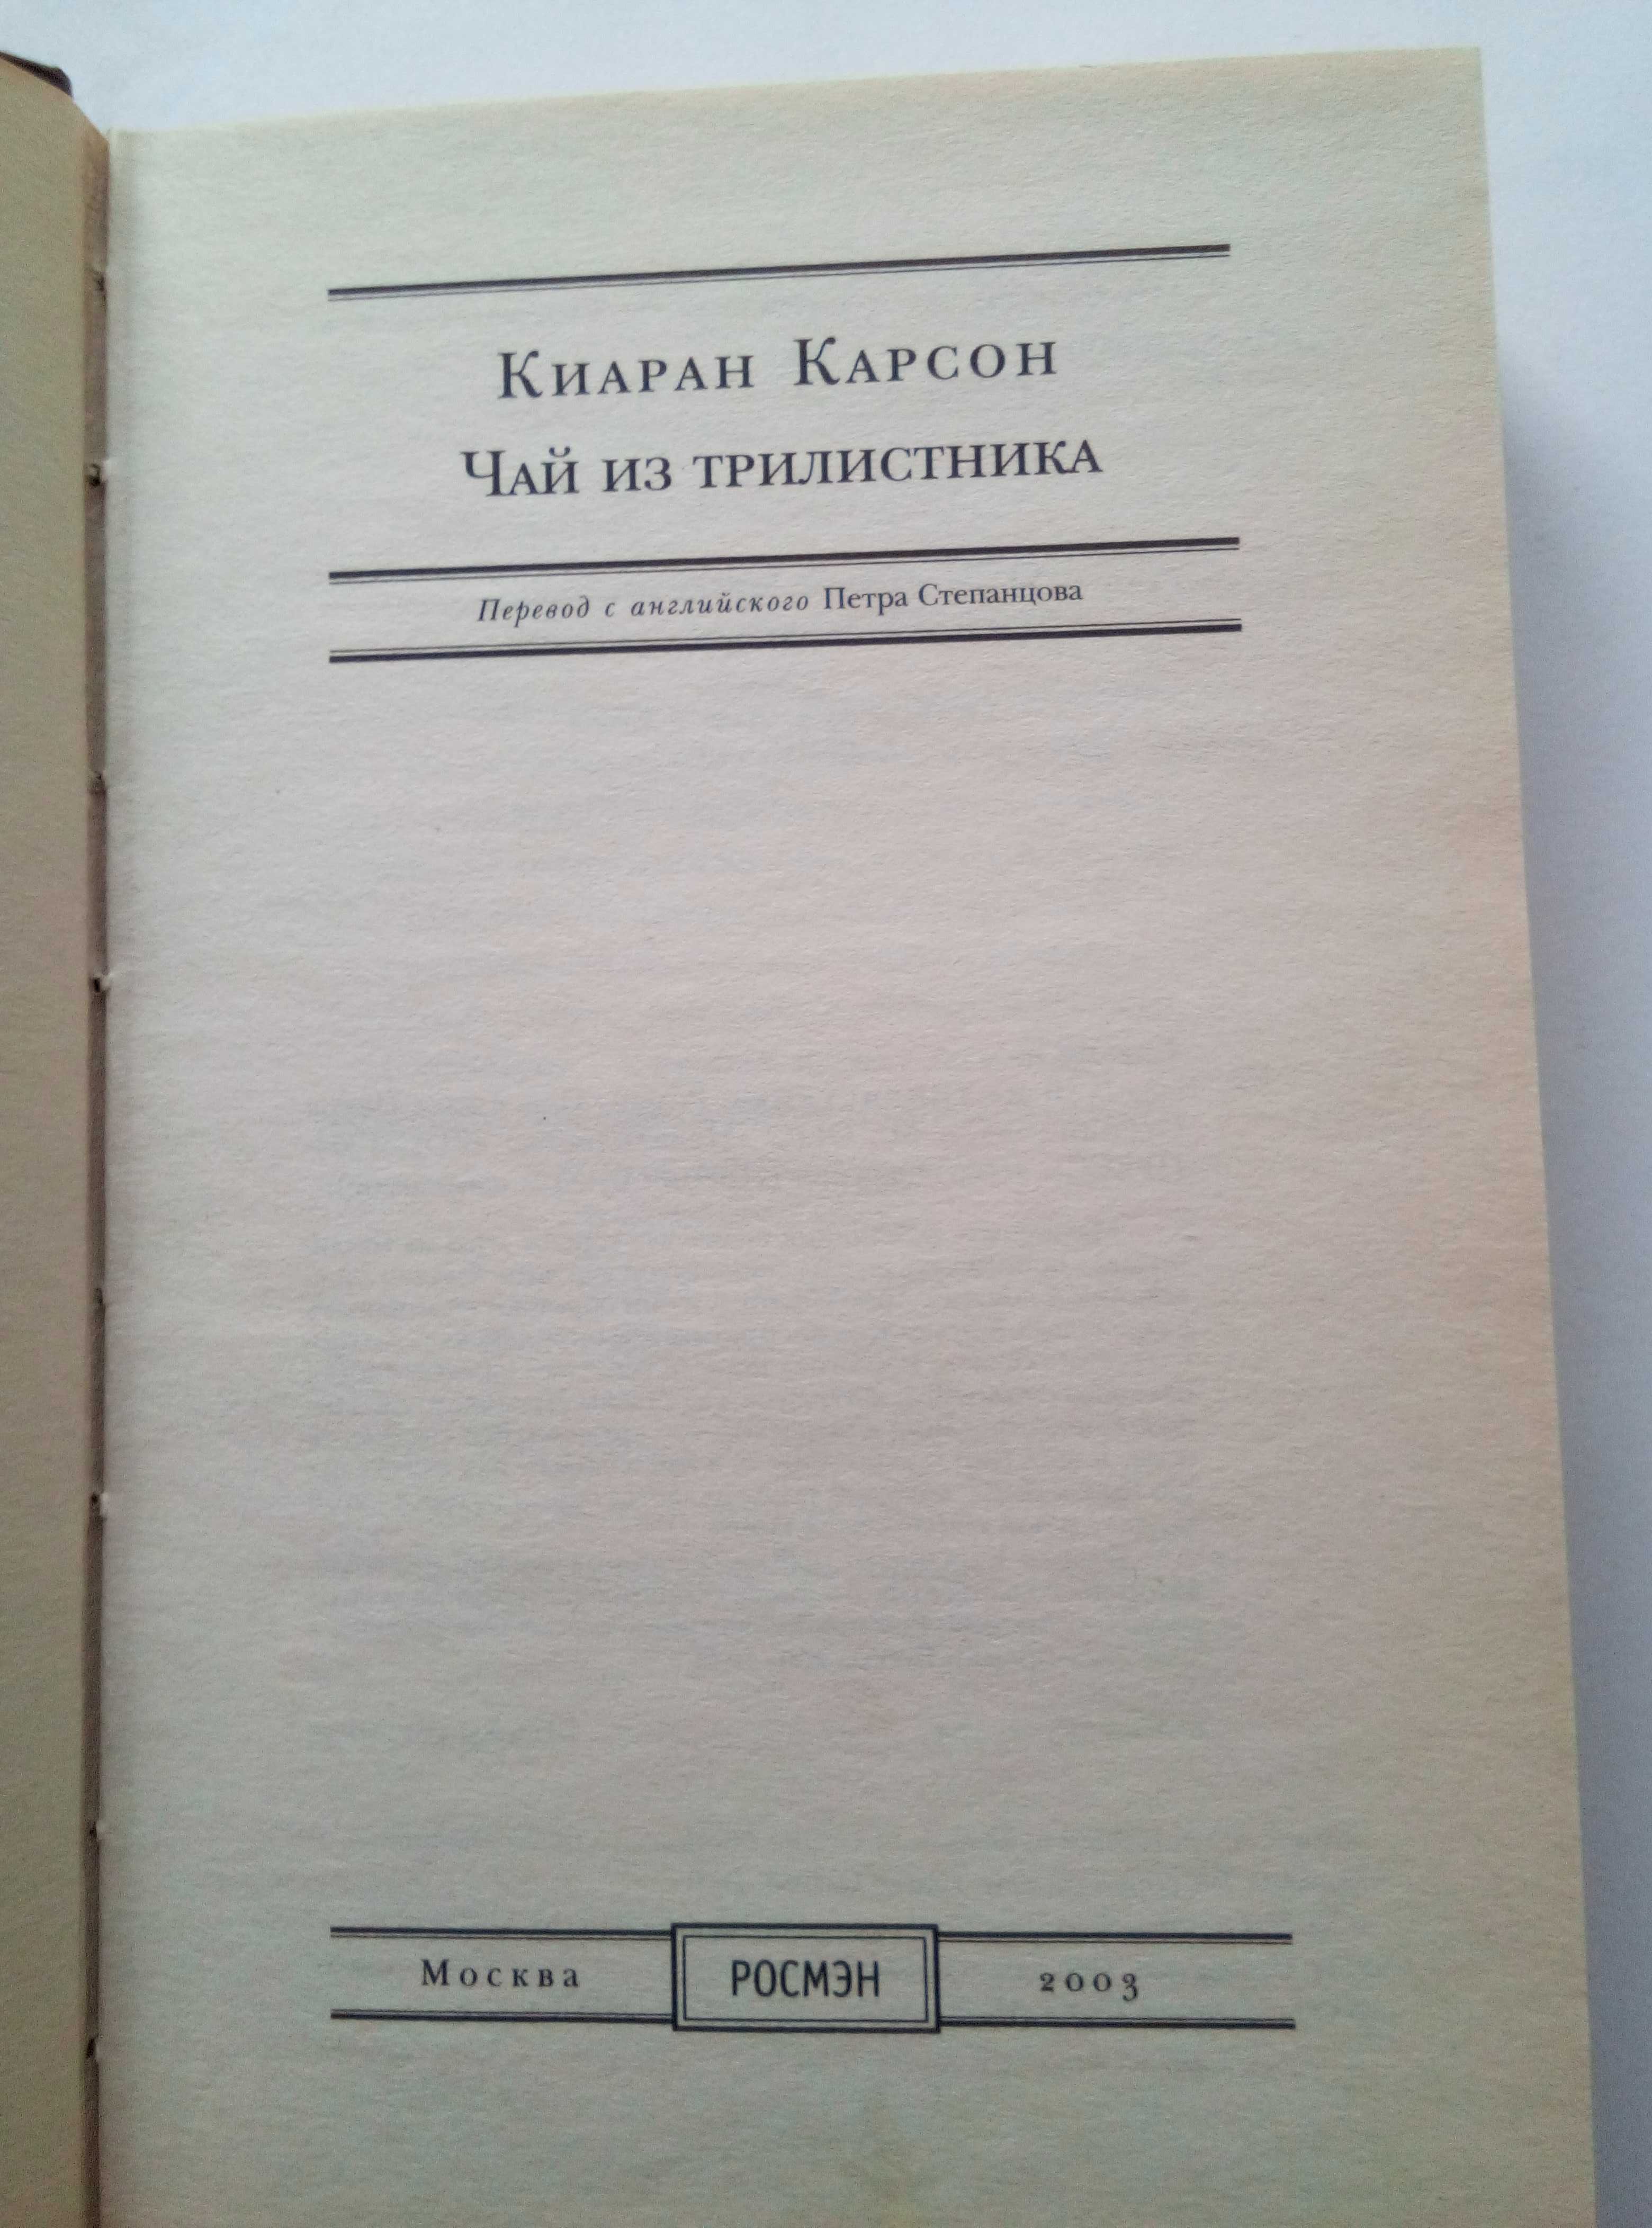 Киаран Карсон
Чай из трилистника
Перевод с английского Петра Степанцова
Москва РОСМЭН 2003